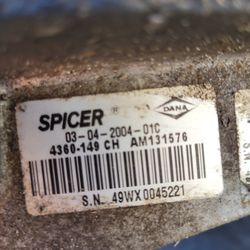 SPICER ® DANA
03-04-2004-01C
4360-149 CH AM131576
S.N. 49WX0045221